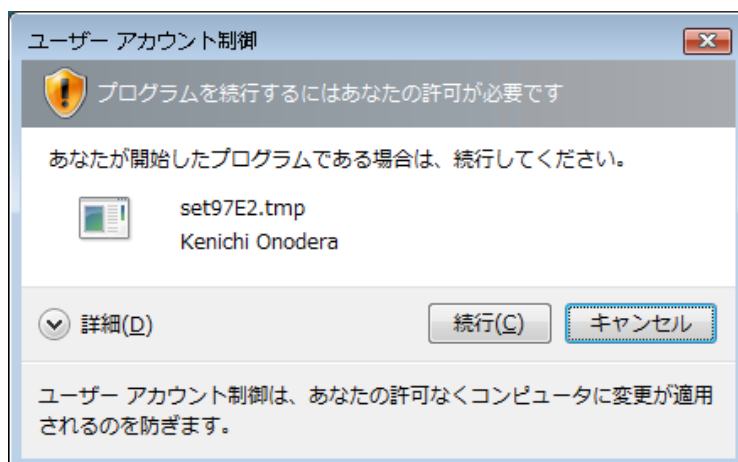 ユーザー アカウント制御
プログラムを続行するにはあなたの許可が必要です
あなたが開始したプログラムである場合は、続行してください。
set97E2.tmp
Kenichi Onodera
詳細(D)
続行(C)
キャンセル
ユーザー アカウント制御は、あなたの許可なくコンピュータに変更が適用
されるのを防ぎます。